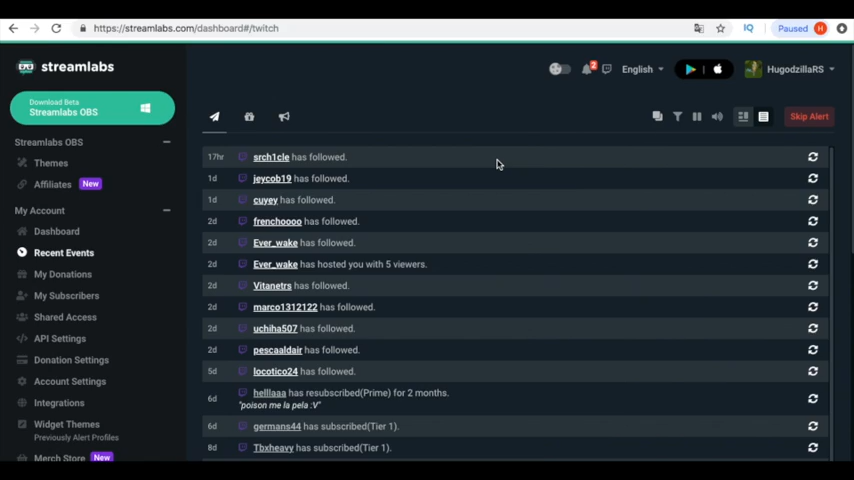 https://streamlabs.com/dashboard#/twitch
IQ
Paused
H
streamlabs
2
English
HugodzillaRS
Download Beta
Streamlabs OBS
Skip Alert
Streamlabs OBS
Themes
Affiliates New
My Account
Dashboard
Recent Events
My Donations
My Subscribers
Shared Access
API Settings
Donation Settings
Account Settings
Integrations
Widget Themes
Previously Alert Profiles
Merch Store New
17hr srch1cle has followed.
1d jeycob19 has followed.
1d cuyey has followed.
2d frenchoooo has followed.
2d Ever_wake has followed.
2d Ever_wake has hosted you with 5 viewers.
2d Vitanetrs has followed.
2d marco1312122 has followed.
2d uchiha507 has followed.
2d pescaaldair has followed.
5d locotico24 has followed.
6d helllaaa has resubscribed(Prime) for 2 months.
"poison me la pela :V"
6d germans44 has subscribed(Tier 1).
8d Tbxheavy has subscribed(Tier 1).